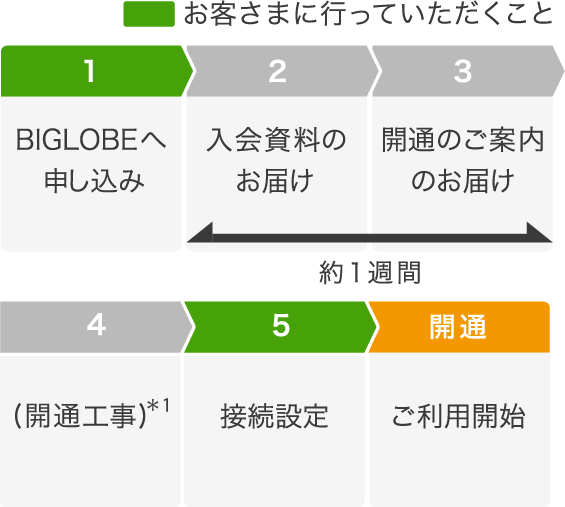 お客さまに行っていただくこと
1
2
3
BIGLOBEへ
申し込み
入会資料の
お届け
開通のご案内
のお届け
約1週間
4
5
開通
(開通工事)*1
接続設定
ご利用開始